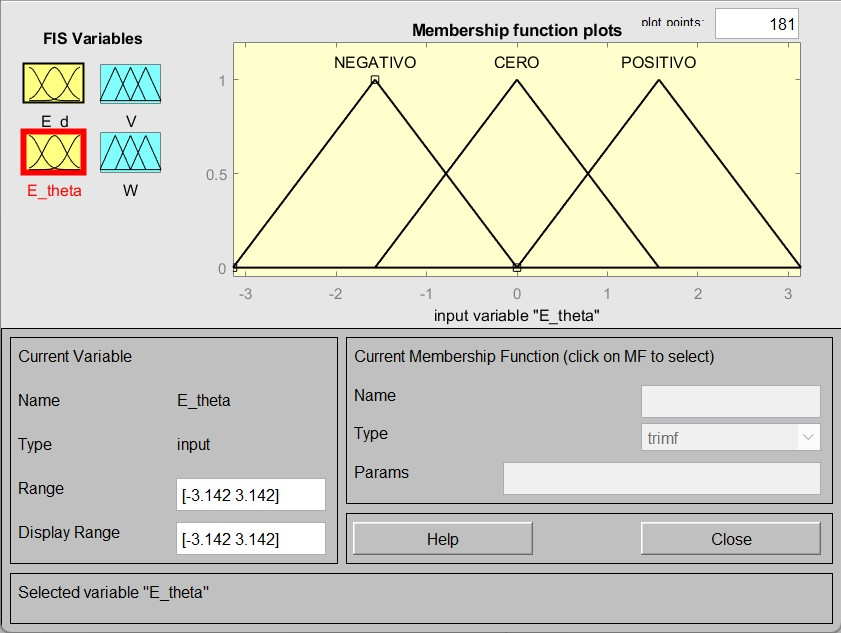 FIS Variables
E_d
V
E_theta
W
Membership function plots
plot points:
181
NEGATIVO
CERO
POSITIVO
1
0.5
0
-3
-2
-1
0
1
2
3
input variable "E_theta"
Current Variable
Name
E_theta
Type
input
Range
[-3.142 3.142]
Display Range
[-3.142 3.142]
Current Membership Function (click on MF to select)
Name
Type
trimf
Params
Help
Close
Selected variable "E_theta"